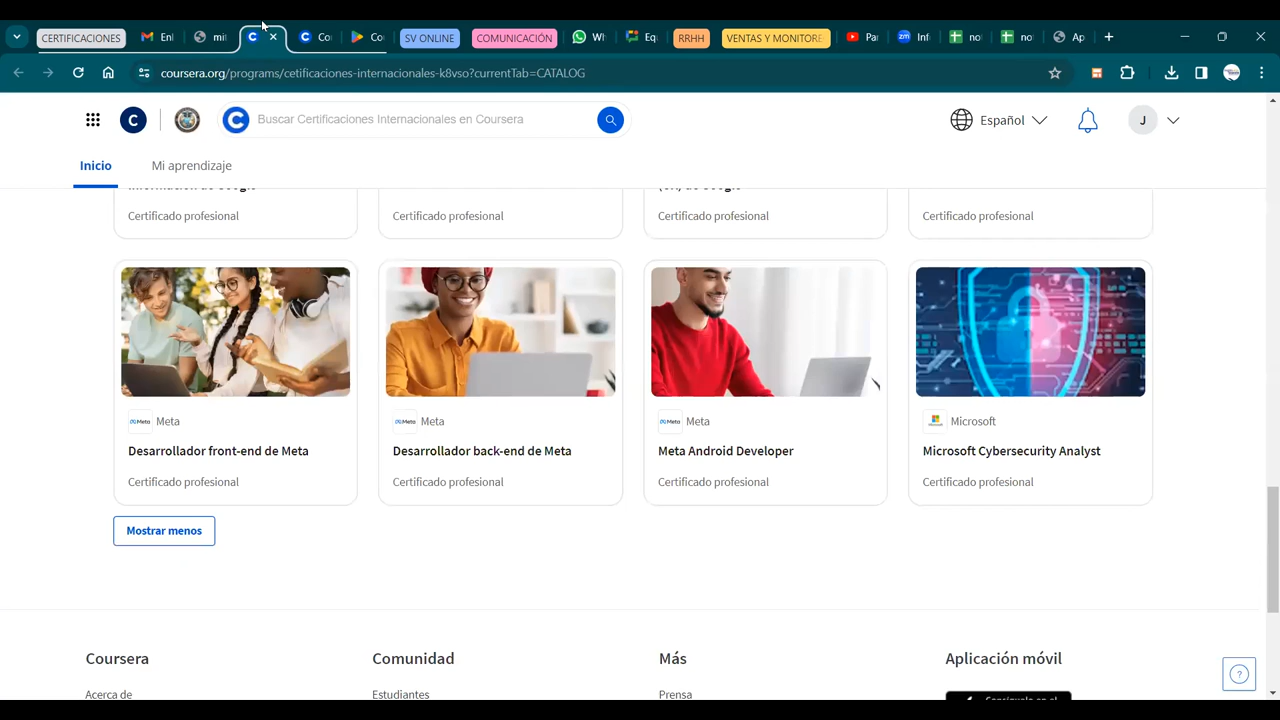 CERTIFICACIONES
SV ONLINE
COMUNICACIÓN
RRHH
VENTAS Y MONITORE
coursera.org/programs/cetificaciones-internacionales-k8vso?currentTab=CATALOG
Buscar Certificaciones Internacionales en Coursera
Español
J
Inicio
Mi aprendizaje
Certificado profesional
Certificado profesional
Certificado profesional
Certificado profesional
Meta
Meta
Meta
Microsoft
Desarrollador front-end de Meta
Desarrollador back-end de Meta
Meta Android Developer
Microsoft Cybersecurity Analyst
Certificado profesional
Certificado profesional
Certificado profesional
Certificado profesional
Mostrar menos
Coursera
Comunidad
Más
Aplicación móvil
Acerca de
Estudiantes
Prensa